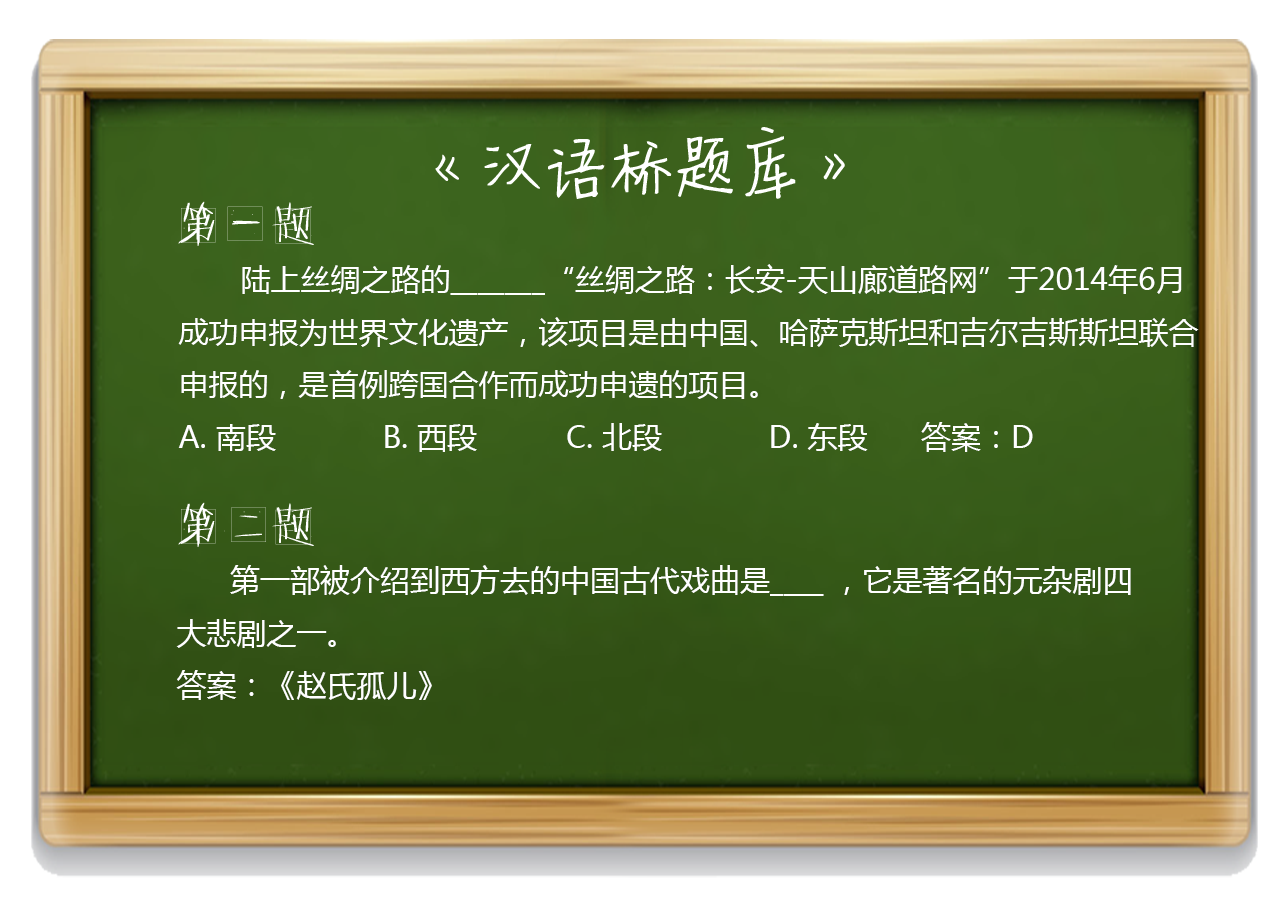 《汉语桥题库》
第一题
陆上丝绸之路的_______“丝绸之路：长安-天山廊道路网”于2014年6月
成功申报为世界文化遗产，该项目是由中国、哈萨克斯坦和吉尔吉斯斯坦联合
申报的，是首例跨国合作而成功申遗的项目。
A. 南段 B. 西段 C. 北段 D. 东段 答案：D
第二题
第一部被介绍到西方去的中国古代戏曲是____ ，它是著名的元杂剧四
大悲剧之一。
答案：《赵氏孤儿》